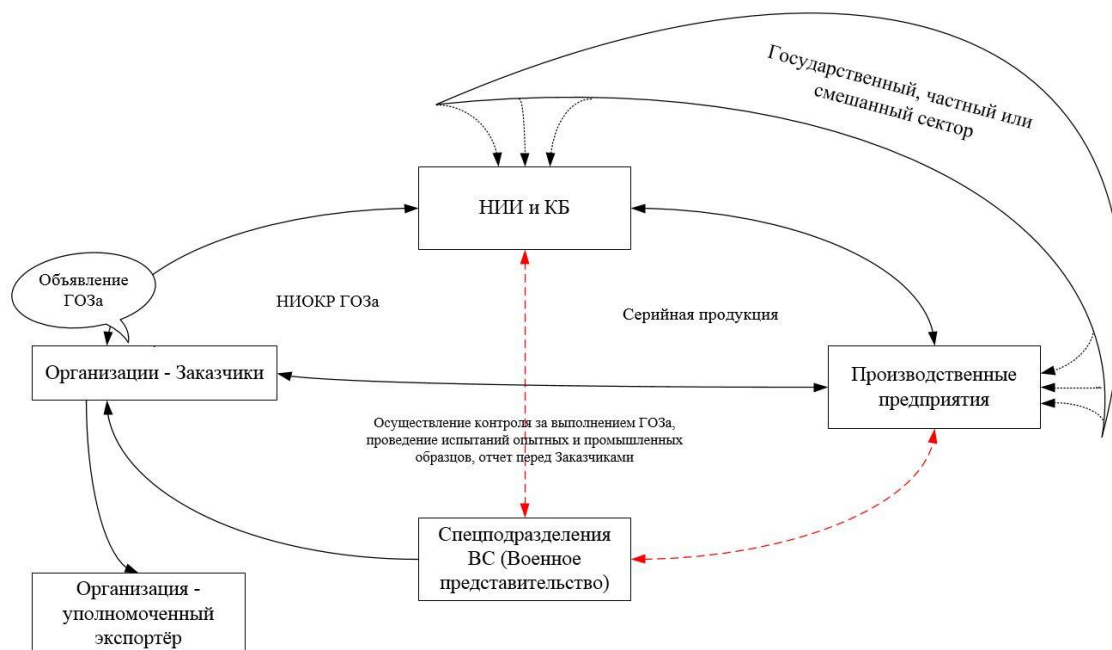 Государственный, частный или
смешанный сектор
НИИ и КБ
Объявление
ГОЗа
НИОКР ГОЗа
Серийная продукция
Организации - Заказчики
Производственные
предприятия
Осуществление контроля за выполнением ГОЗа,
проведение испытаний опытных и промышленных
образцов, отчет перед Заказчиками
Спецподразделения
ВС (Военное
представительство)
Организация -
уполномоченный
экспортёр